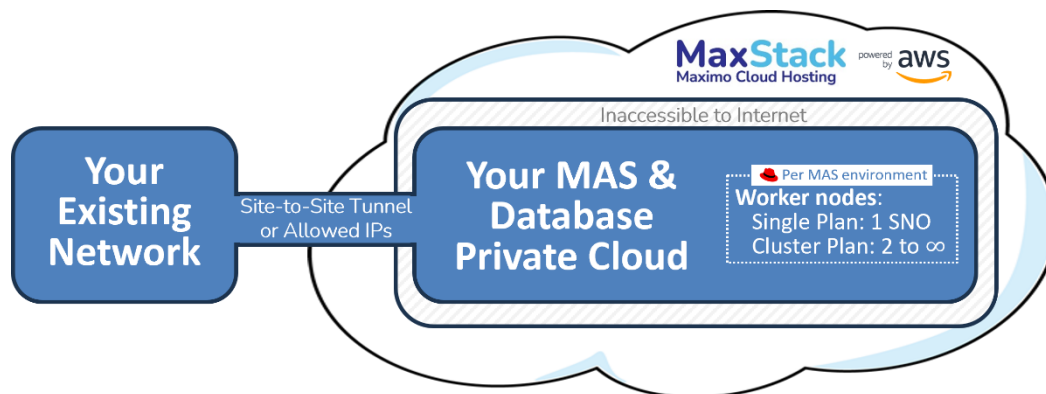 MaxStack
Maximo Cloud Hosting
powered
by
aws
Inaccessible to Internet
Your
Existing
Network
Site-to-Site Tunnel
or Allowed IPs
Your MAS &
Database
Private Cloud
Per MAS environment
Worker nodes:
Single Plan: 1 SNO
Cluster Plan: 2 to ∞